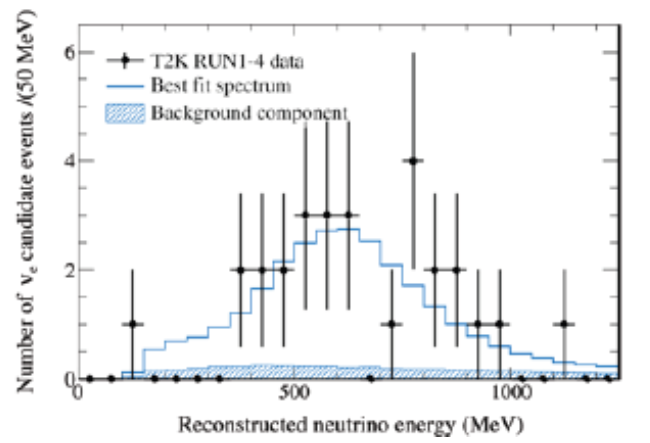 Number of νe candidate events /(50 MeV)
6
4
2
0
T2K RUN1-4 data
Best fit spectrum
Background component
0 500 1000
Reconstructed neutrino energy (MeV)